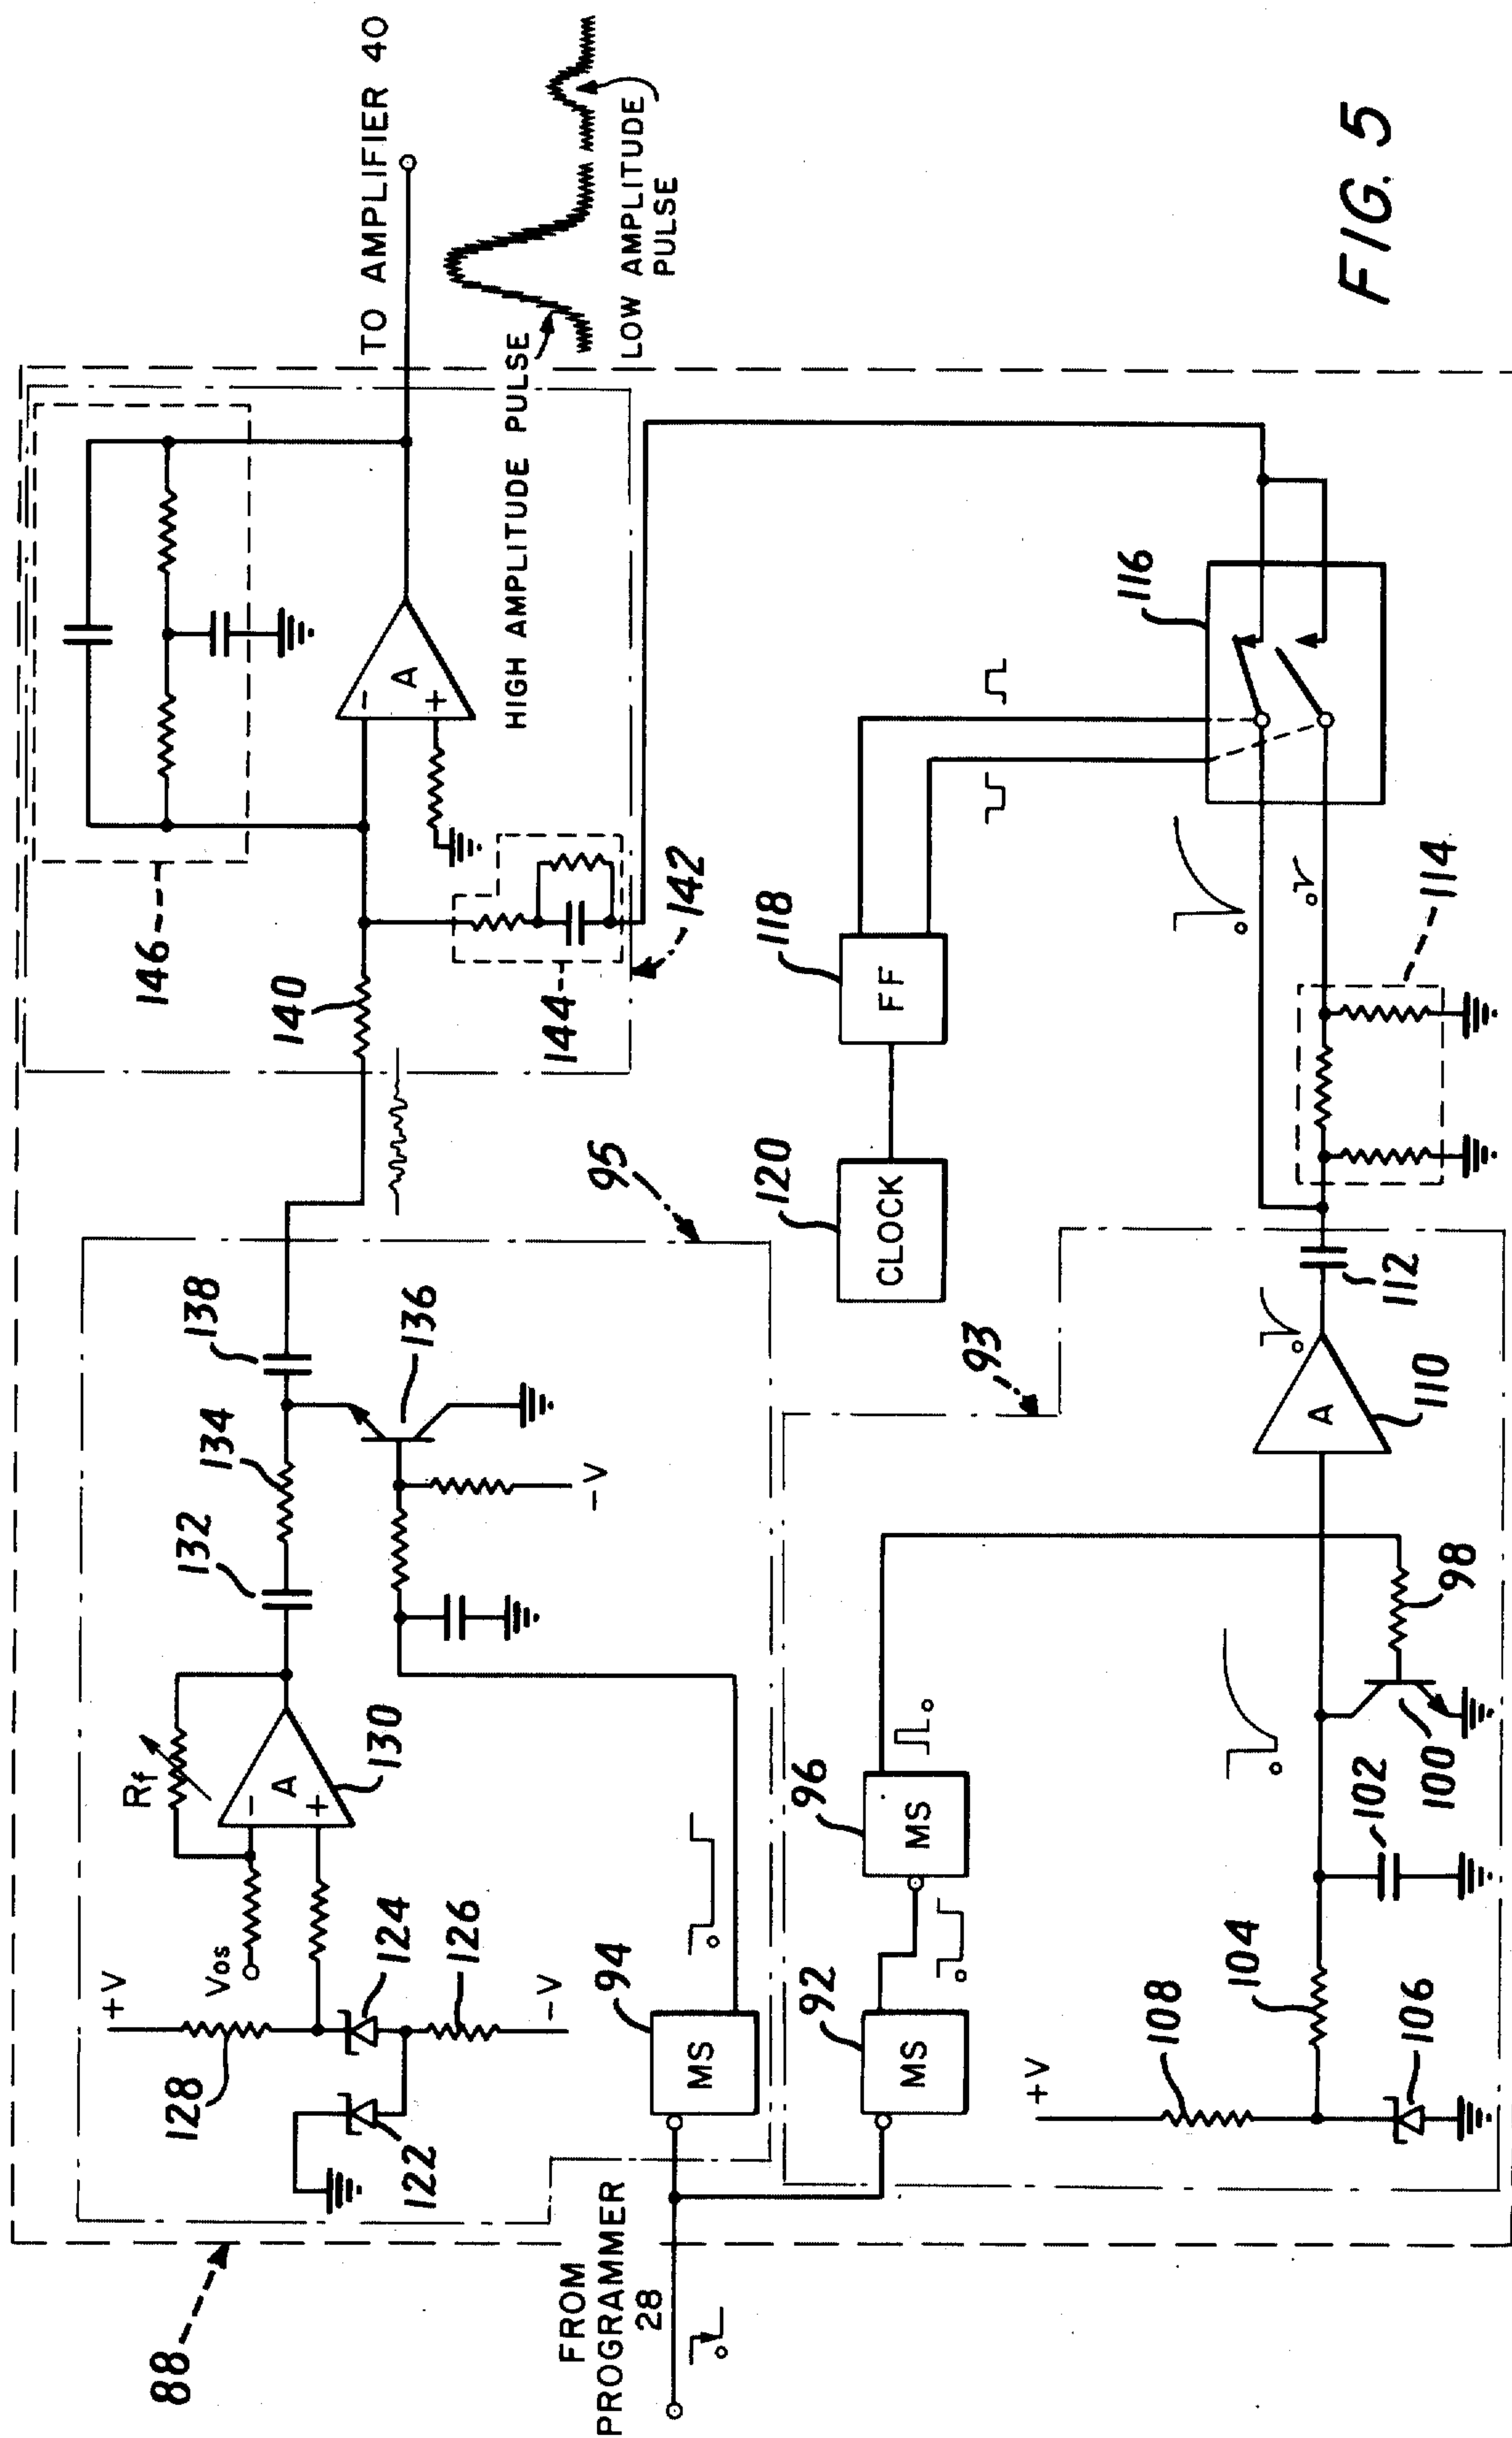 88
FROM
PROGRAMMER
28
+V
128
122
Vos
124
126
-V
Rf
A
-
+
130
132
134
138
136
-V
95
94
MS
92
MS
96
MS
93
+V
108
106
104
102
100
98
A
110
112
114
116
118
FF
120
CLOCK
140
142
144
146
A
-
+
TO AMPLIFIER 40
HIGH AMPLITUDE PULSE
LOW AMPLITUDE
PULSE
FIG. 5